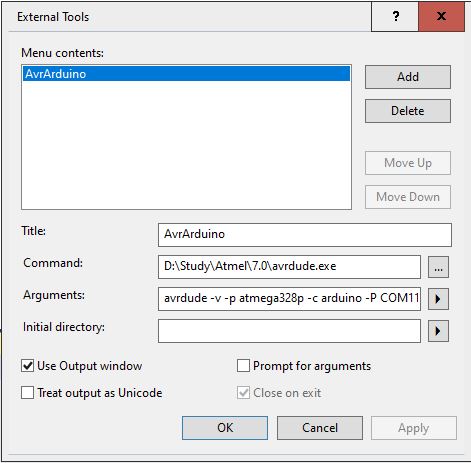 External Tools
?
x
Menu contents:
AvrArduino
Add
Delete
Move Up
Move Down
Title:
AvrArduino
Command:
D:\Study\Atmel\7.0\avrdude.exe
...
Arguments:
avrdude -v -p atmega328p -c arduino -P COM11
Initial directory:
Use Output window
Prompt for arguments
Treat output as Unicode
Close on exit
OK
Cancel
Apply